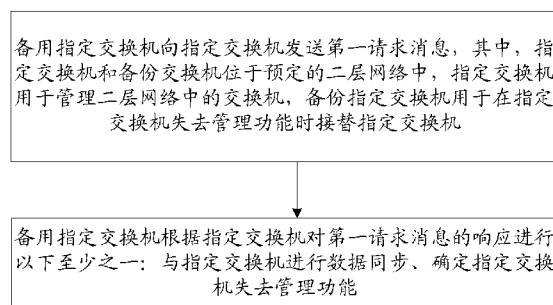 备用指定交换机向指定交换机发送第一请求消息，其中，指
定交换机和备份交换机位于预定的二层网络中，指定交换机
用于管理二层网络中的交换机，备份指定交换机用于在指定
交换机失去管理功能时接替指定交换机
备用指定交换机根据指定交换机对第一请求消息的响应进行
以下至少之一：与指定交换机进行数据同步、确定指定交换
机失去管理功能